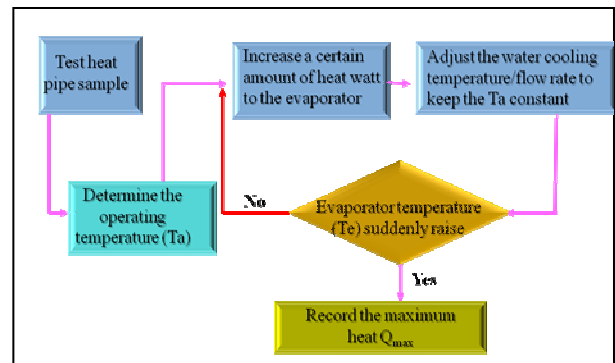 Test heat
pipe sample
Increase a certain
amount of heat watt
to the evaporator
Adjust the water cooling
temperature/flow rate to
keep the Ta constant
Determine the
operating
temperature (Ta)
No
Evaporator temperature
(Te) suddenly raise
Yes
Record the maximum
heat Qmax